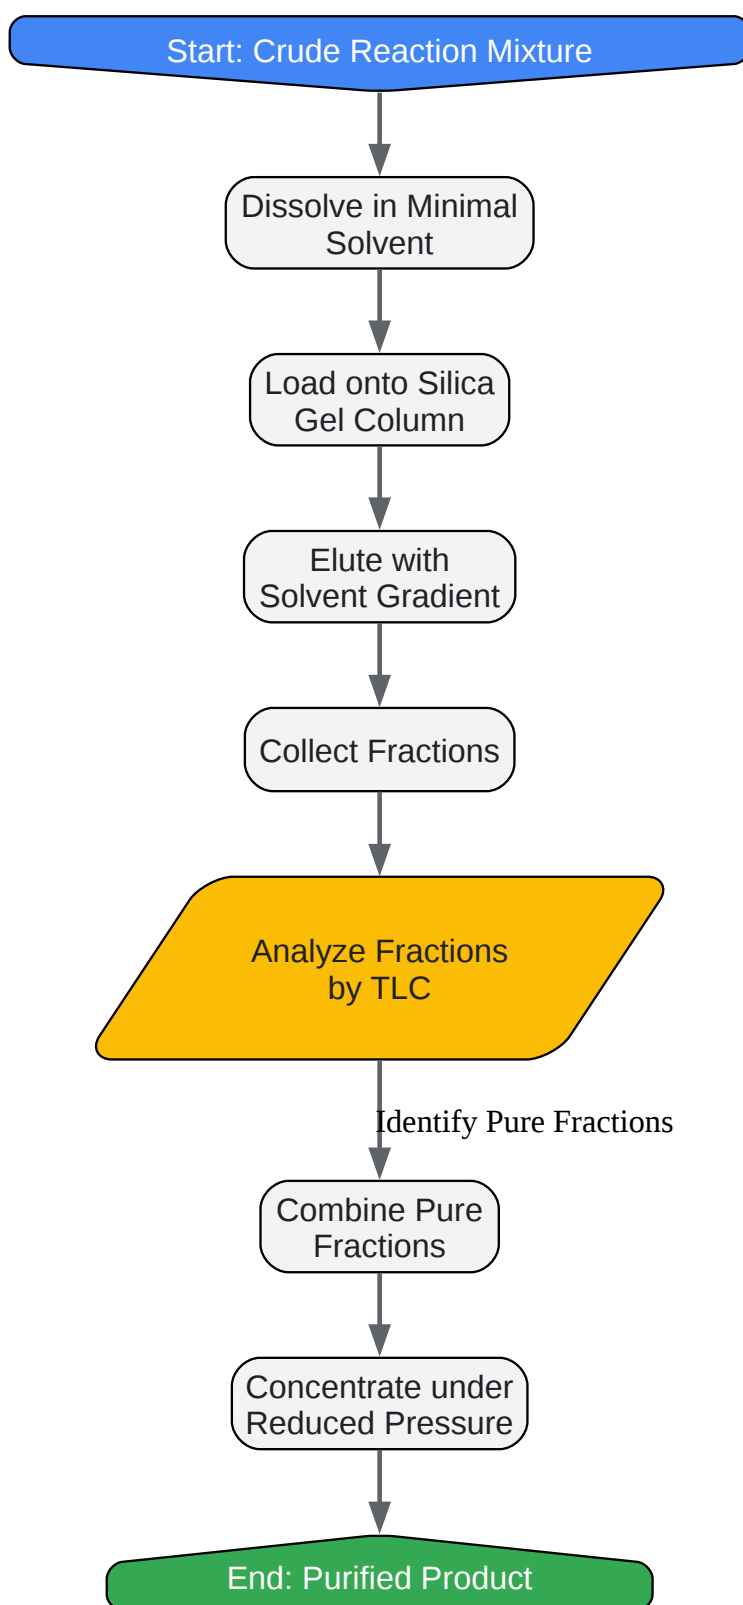 Start: Crude Reaction Mixture
Dissolve in Minimal
Solvent
Load onto Silica
Gel Column
Elute with
Solvent Gradient
Collect Fractions
Analyze Fractions
by TLC
Identify Pure Fractions
Combine Pure
Fractions
Concentrate under
Reduced Pressure
End: Purified Product